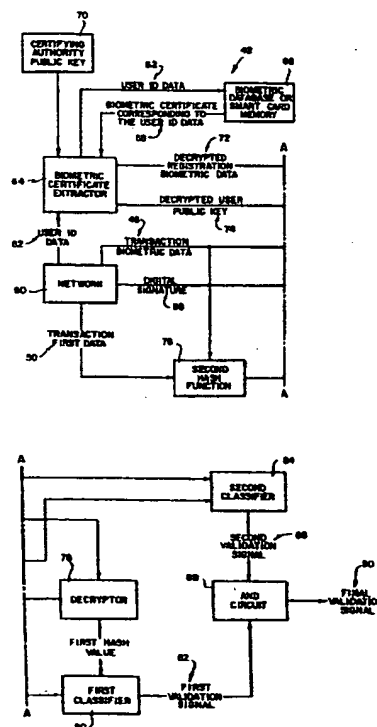 70
CERTIFYING
AUTHORITY
PUBLIC KEY
62
USER ID DATA
48
66
BIOMETRIC
DATABASE OR
SMART CARD
MEMORY
BIOMETRIC CERTIFICATE
CORRESPONDING TO
THE USER ID DATA
68
72
A
DECRYPTED
REGISTRATION
BIOMETRIC DATA
64
BIOMETRIC
CERTIFICATE
EXTRACTOR
DECRYPTED USER
PUBLIC KEY
74
62
USER ID
DATA
46
TRANSACTION
BIOMETRIC DATA
60
NETWORK
DIGITAL
SIGNATURE
TRANSACTION
FIRST DATA
50
76
SECOND
HASH
FUNCTION
A
A
84
SECOND
CLASSIFIER
SECOND
VALIDATION
SIGNAL
78
DECRYPTOR
AND
CIRCUIT
90
FINAL
VALIDATION
SIGNAL
FIRST HASH
VALUE
82
FIRST
CLASSIFIER
FIRST
VALIDATION
SIGNAL
A
80